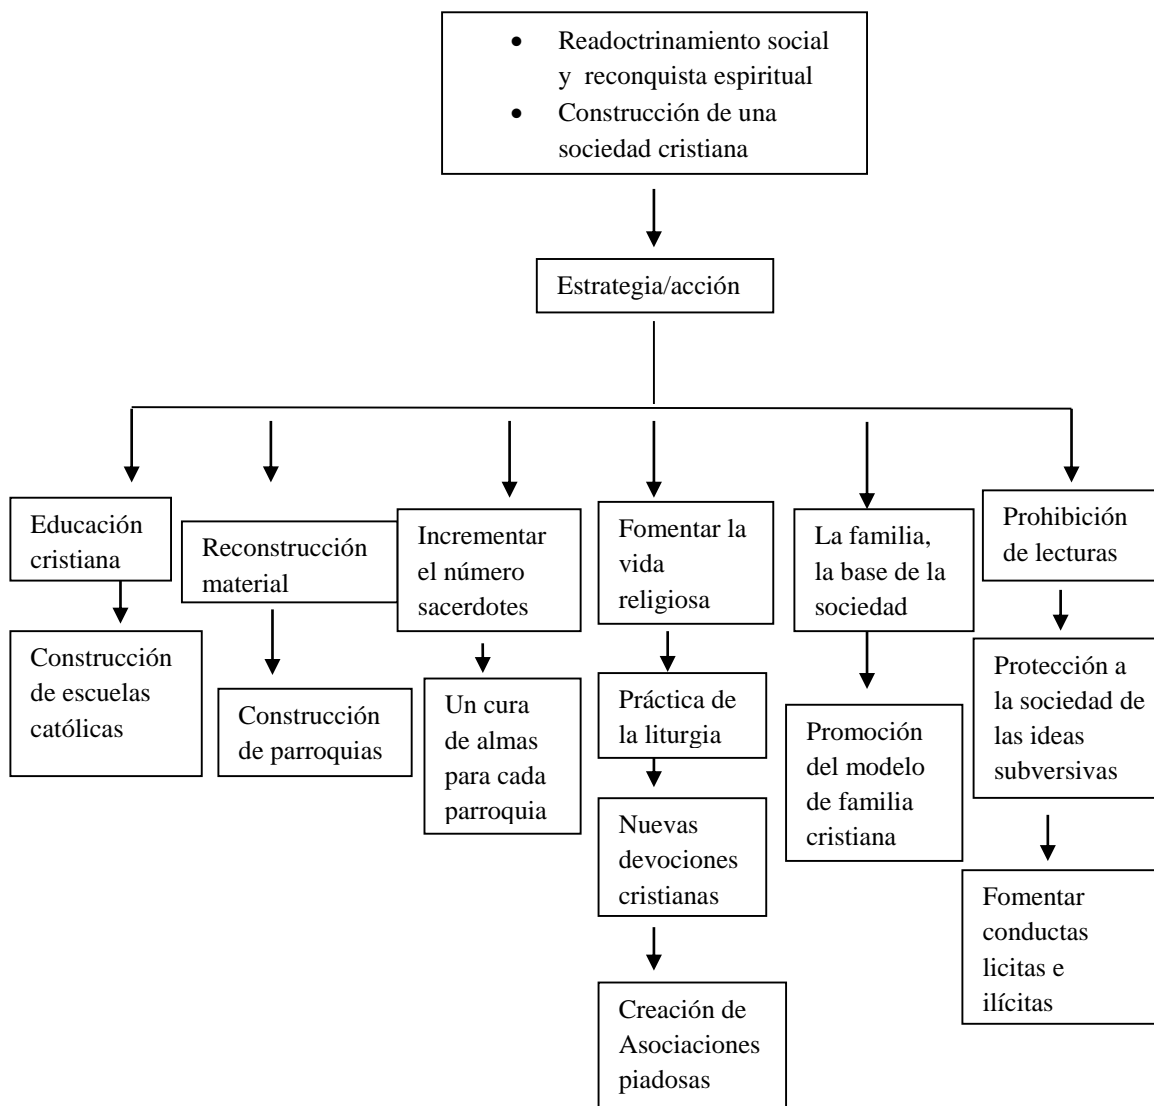 • Readoctrinamiento social
y reconquista espiritual
• Construcción de una
sociedad cristiana
Estrategia/acción
Educación
cristiana
Construcción
de escuelas
católicas
Reconstrucción
material
Construcción
de parroquias
Incrementar
el número
sacerdotes
Un cura
de almas
para cada
parroquia
Fomentar la
vida
religiosa
Práctica de
la liturgia
Nuevas
devociones
cristianas
Creación de
Asociaciones
piadosas
La familia,
la base de la
sociedad
Promoción
del modelo
de familia
cristiana
Prohibición
de lecturas
Protección a
la sociedad de
las ideas
subversivas
Fomentar
conductas
licitas e
ilícitas